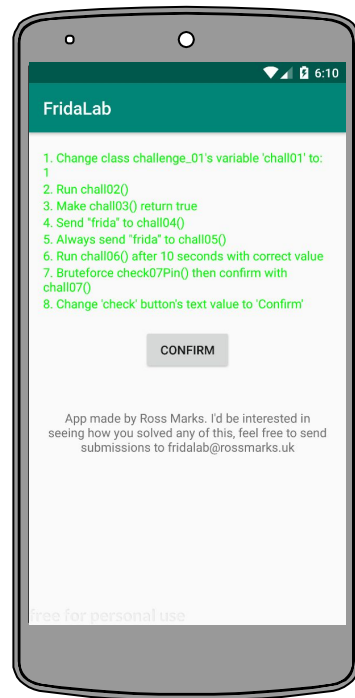 6:10
FridaLab
1. Change class challenge_01's variable 'chall01' to:
1
2. Run chall02()
3. Make chall03() return true
4. Send "frida" to chall04()
5. Always send "frida" to chall05()
6. Run chall06() after 10 seconds with correct value
7. Bruteforce check07Pin() then confirm with
chall07()
8. Change 'check' button's text value to 'Confirm'
CONFIRM
App made by Ross Marks. I'd be interested in
seeing how you solved any of this, feel free to send
submissions to fridalab@rossmarks.uk
free for personal use